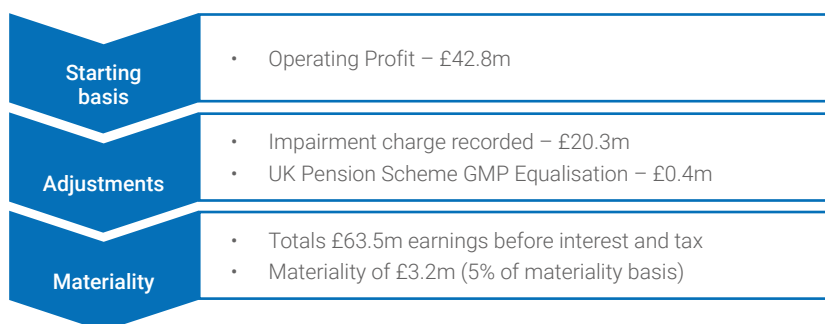 Starting
basis
• Operating Profit – £42.8m
Adjustments
• Impairment charge recorded – £20.3m
• UK Pension Scheme GMP Equalisation – £0.4m
Materiality
• Totals £63.5m earnings before interest and tax
• Materiality of £3.2m (5% of materiality basis)